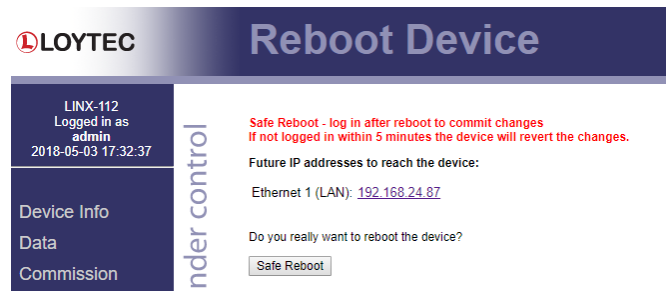 LOYTEC
Reboot Device
LINX-112
Logged in as
admin
2018-05-03 17:32:37
Device Info
Data
Commission
nder control
Safe Reboot - log in after reboot to commit changes
If not logged in within 5 minutes the device will revert the changes.
Future IP addresses to reach the device:
Ethernet 1 (LAN): 192.168.24.87
Do you really want to reboot the device?
Safe Reboot